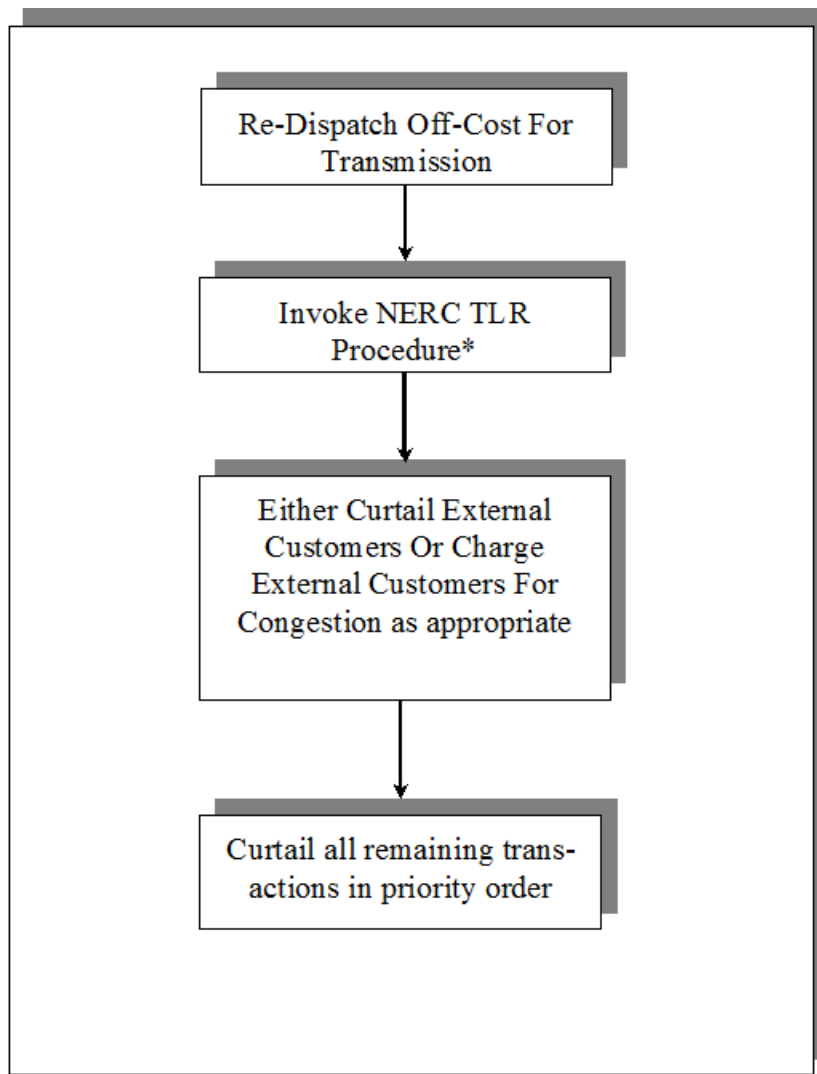 Re-Dispatch Off-Cost For
Transmission
Invoke NERC TLR
Procedure*
Either Curtail External
Customers Or Charge
External Customers For
Congestion as appropriate
Curtail all remaining trans-
actions in priority order